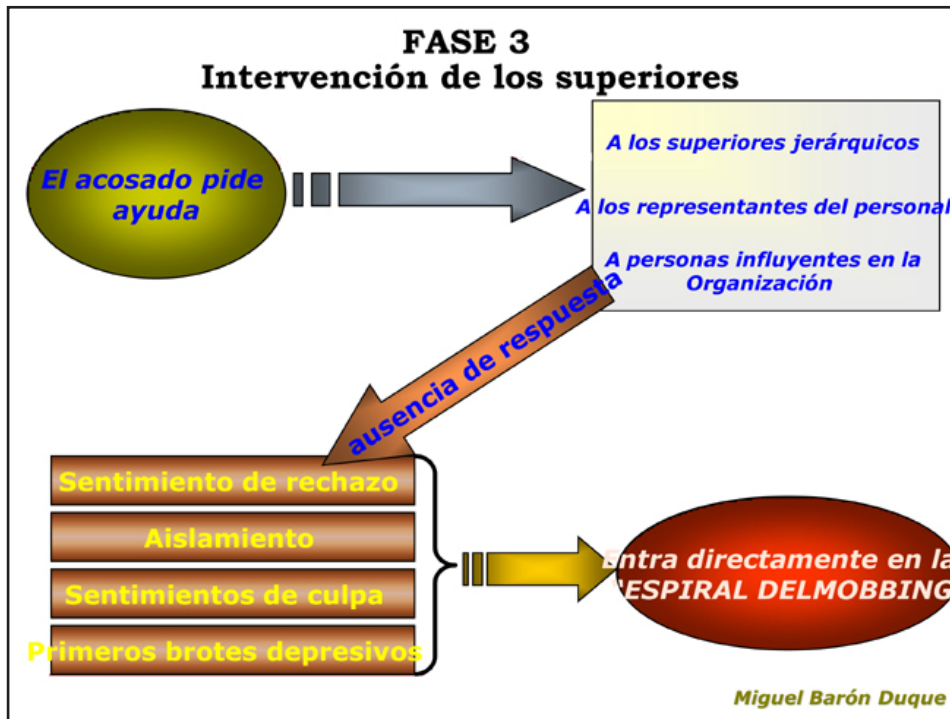 FASE 3
Intervención de los superiores
El acosado pide
ayuda
A los superiores jerárquicos
A los representantes del personal
A personas influyentes en la
Organización
ausencia de respuesta
Sentimiento de rechazo
Aislamiento
Sentimientos de culpa
Primeros brotes depresivos
Entra directamente en la
"ESPIRAL DELMOBBING
Miguel Barón Duque